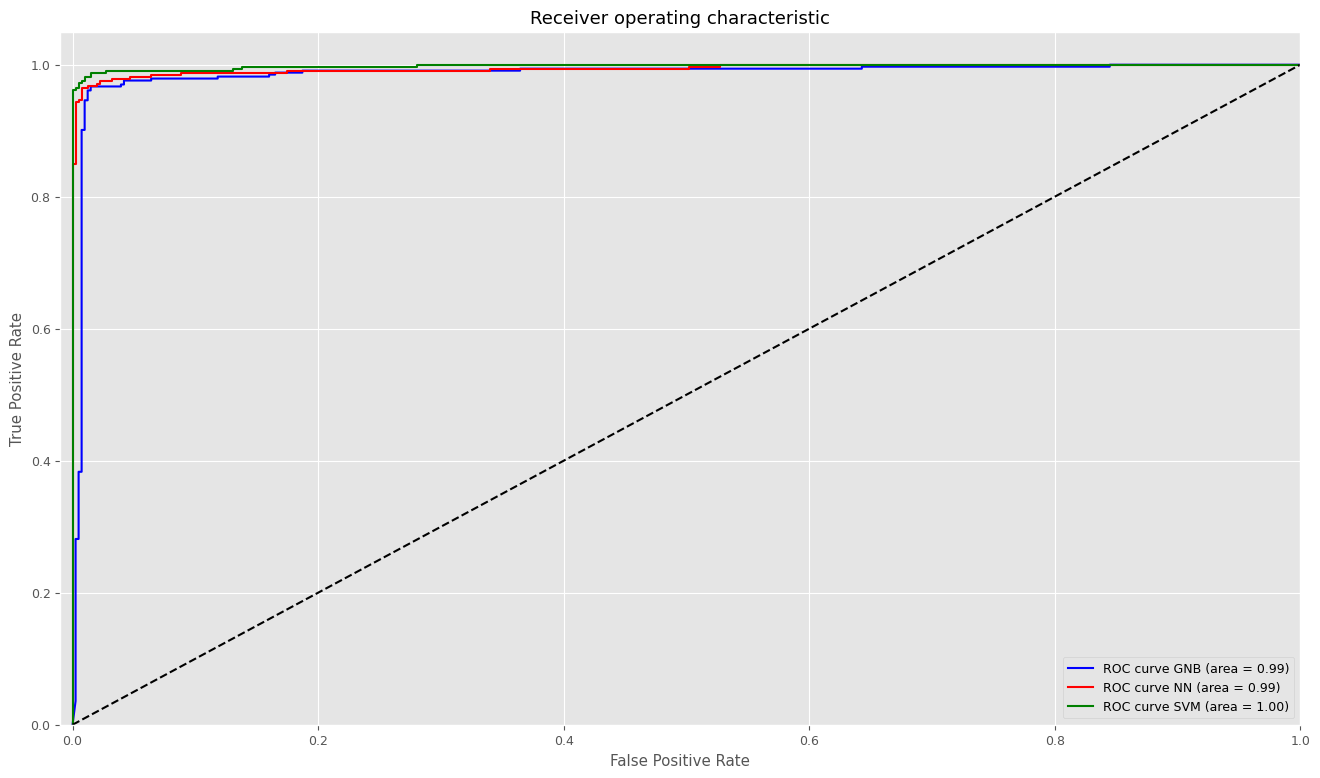 Receiver operating characteristic
True Positive Rate
1.0
0.8
0.6
0.4
0.2
0.0
0.0 0.2 0.4 0.6 0.8 1.0
False Positive Rate
ROC curve GNB (area = 0.99)
ROC curve NN (area = 0.99)
ROC curve SVM (area = 1.00)